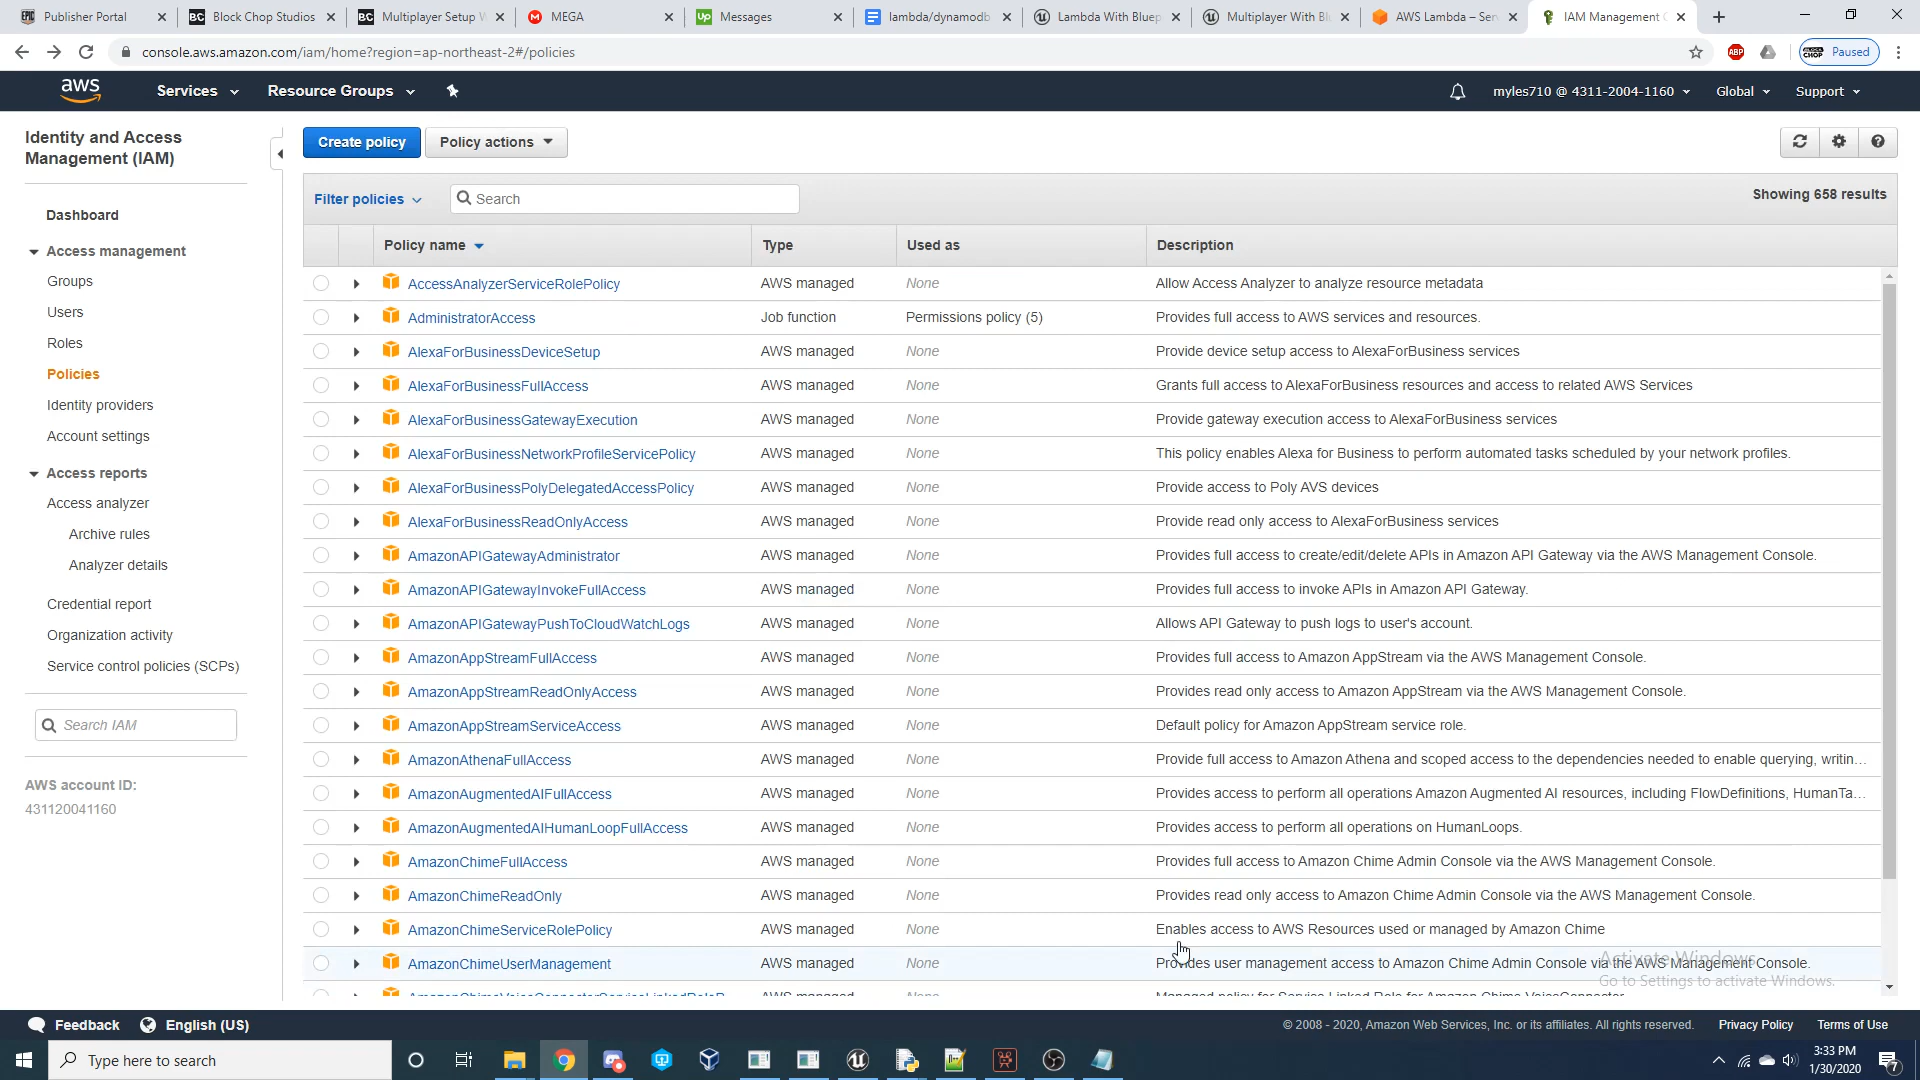 Publisher Portal
Block Chop Studios
Multiplayer Setup W
MEGA
Messages
lambda/dynamodb
Lambda With Bluep
Multiplayer With Bl
AWS Lambda – Serv
IAM Management C
console.aws.amazon.com/iam/home?region=ap-northeast-2#/policies
ABP
Paused
aws
Services
Resource Groups
myles710 @ 4311-2004-1160
Global
Support
Identity and Access
Management (IAM)
Dashboard
Access management
Groups
Users
Roles
Policies
Identity providers
Account settings
Access reports
Access analyzer
Archive rules
Analyzer details
Credential report
Organization activity
Service control policies (SCPs)
Search IAM
AWS account ID:
431120041160
Create policy
Policy actions
Filter policies
Search
Showing 658 results
Policy name Type Used as Description
AccessAnalyzerServiceRolePolicy AWS managed None Allow Access Analyzer to analyze resource metadata
AdministratorAccess Job function Permissions policy (5) Provides full access to AWS services and resources.
AlexaForBusinessDeviceSetup AWS managed None Provide device setup access to AlexaForBusiness services
AlexaForBusinessFullAccess AWS managed None Grants full access to AlexaForBusiness resources and access to related AWS Services
AlexaForBusinessGatewayExecution AWS managed None Provide gateway execution access to AlexaForBusiness services
AlexaForBusinessNetworkProfileServicePolicy AWS managed None This policy enables Alexa for Business to perform automated tasks scheduled by your network profiles.
AlexaForBusinessPolyDelegatedAccessPolicy AWS managed None Provide access to Poly AVS devices
AlexaForBusinessReadOnlyAccess AWS managed None Provide read only access to AlexaForBusiness services
AmazonAPIGatewayAdministrator AWS managed None Provides full access to create/edit/delete APIs in Amazon API Gateway via the AWS Management Console.
AmazonAPIGatewayInvokeFullAccess AWS managed None Provides full access to invoke APIs in Amazon API Gateway.
AmazonAPIGatewayPushToCloudWatchLogs AWS managed None Allows API Gateway to push logs to user's account.
AmazonAppStreamFullAccess AWS managed None Provides full access to Amazon AppStream via the AWS Management Console.
AmazonAppStreamReadOnlyAccess AWS managed None Provides read only access to Amazon AppStream via the AWS Management Console.
AmazonAppStreamServiceAccess AWS managed None Default policy for Amazon AppStream service role.
AmazonAthenaFullAccess AWS managed None Provide full access to Amazon Athena and scoped access to the dependencies needed to enable querying, writin...
AmazonAugmentedAIFullAccess AWS managed None Provides access to perform all operations Amazon Augmented AI resources, including FlowDefinitions, HumanTa...
AmazonAugmentedAIHumanLoopFullAccess AWS managed None Provides access to perform all operations on HumanLoops.
AmazonChimeFullAccess AWS managed None Provides full access to Amazon Chime Admin Console via the AWS Management Console.
AmazonChimeReadOnly AWS managed None Provides read only access to Amazon Chime Admin Console via the AWS Management Console.
AmazonChimeServiceRolePolicy AWS managed None Enables access to AWS Resources used or managed by Amazon Chime
AmazonChimeUserManagement AWS managed None Provides user management access to Amazon Chime Admin Console via the AWS Management Console.
Activate Windows
Go to Settings to activate Windows.
Feedback
English (US)
© 2008 - 2020, Amazon Web Services, Inc. or its affiliates. All rights reserved.
Privacy Policy
Terms of Use
Type here to search
3:33 PM
1/30/2020
7